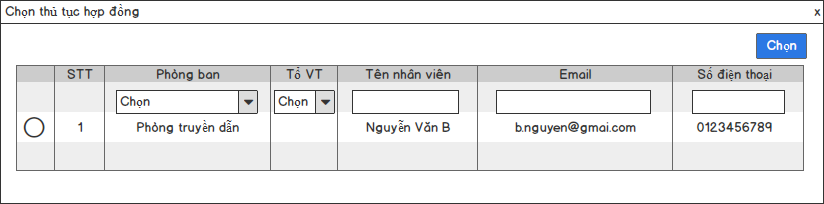 Chọn thủ tục hợp đồng x
Chọn
STT Phòng ban Tổ VT Tên nhân viên Email Số điện thoại
Chọn Chọn
1 Phòng truyền dẫn Nguyễn Văn B b.nguyen@gmai.com 0123456789